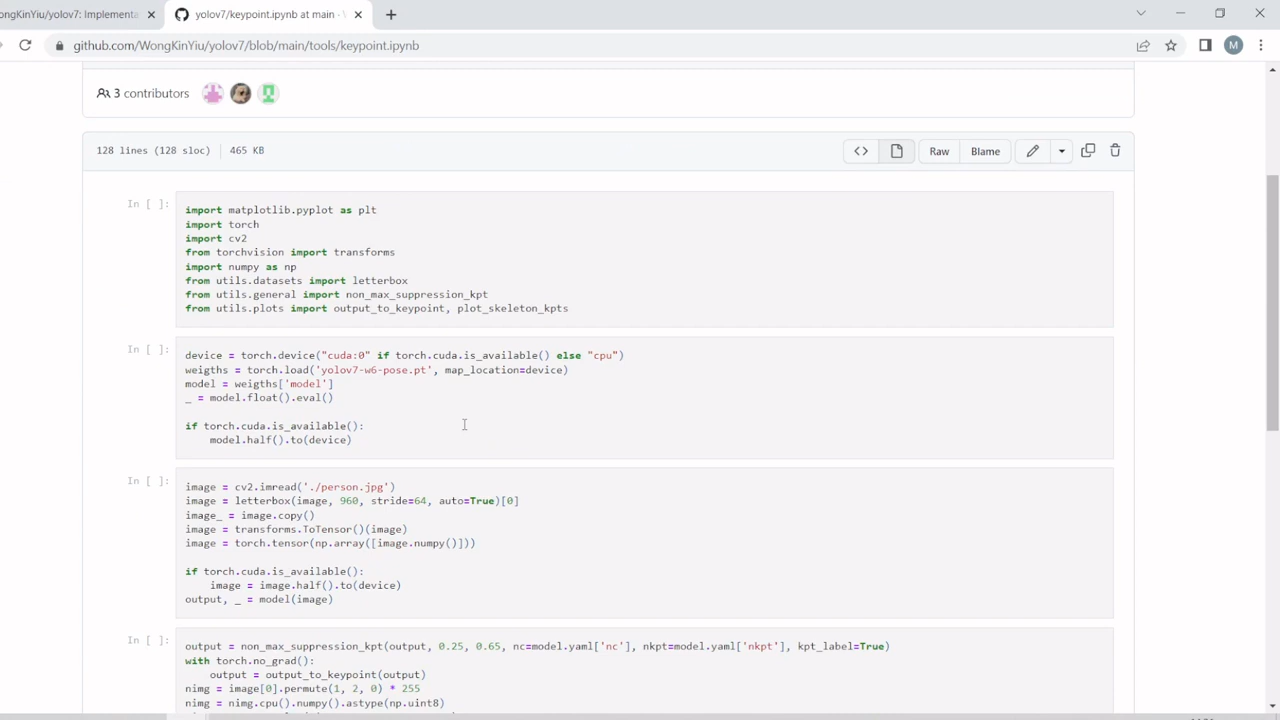 ongKinYiu/yolov7: Implementa
yolov7/keypoint.ipynb at main ·
github.com/WongKinYiu/yolov7/blob/main/tools/keypoint.ipynb
M
3 contributors
128 lines (128 sloc) 465 KB
Raw Blame
In [ ]:
import matplotlib.pyplot as plt
import torch
import cv2
from torchvision import transforms
import numpy as np
from utils.datasets import letterbox
from utils.general import non_max_suppression_kpt
from utils.plots import output_to_keypoint, plot_skeleton_kpts
In [ ]:
device = torch.device("cuda:0" if torch.cuda.is_available() else "cpu")
weigths = torch.load('yolov7-w6-pose.pt', map_location=device)
model = weigths['model']
_ = model.float().eval()
if torch.cuda.is_available():
model.half().to(device)
In [ ]:
image = cv2.imread('./person.jpg')
image = letterbox(image, 960, stride=64, auto=True)[0]
image_ = image.copy()
image = transforms.ToTensor()(image)
image = torch.tensor(np.array([image.numpy()]))
if torch.cuda.is_available():
image = image.half().to(device)
output, _ = model(image)
In [ ]:
output = non_max_suppression_kpt(output, 0.25, 0.65, nc=model.yaml['nc'], nkpt=model.yaml['nkpt'], kpt_label=True)
with torch.no_grad():
output = output_to_keypoint(output)
nimg = image[0].permute(1, 2, 0) * 255
nimg = nimg.cpu().numpy().astype(np.uint8)